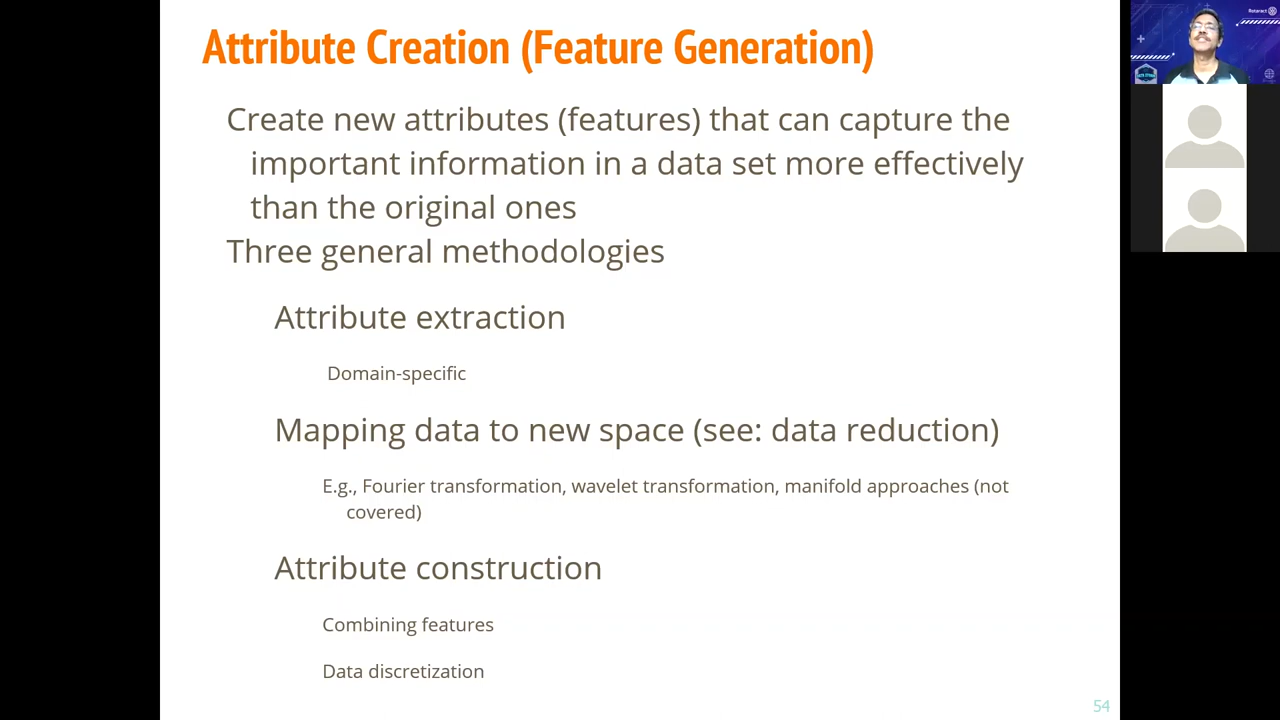 Attribute Creation (Feature Generation)
Create new attributes (features) that can capture the
important information in a data set more effectively
than the original ones
Three general methodologies
Attribute extraction
Domain-specific
Mapping data to new space (see: data reduction)
E.g., Fourier transformation, wavelet transformation, manifold approaches (not
covered)
Attribute construction
Combining features
Data discretization
54
Rotaract